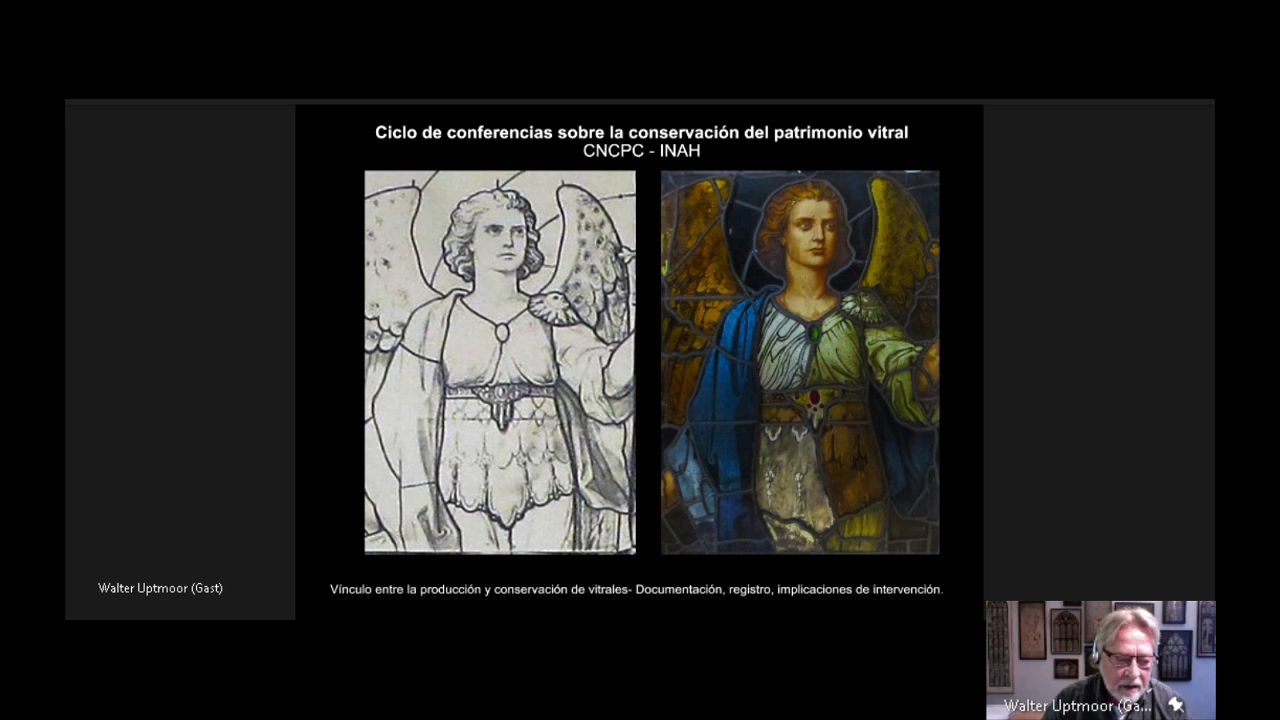 Ciclo de conferencias sobre la conservación del patrimonio vitral
CNCPC - INAH
Vínculo entre la producción y conservación de vitrales- Documentación, registro, implicaciones de intervención.
Walter Uptmoor (Gast)
Walter Uptmoor (Ga...